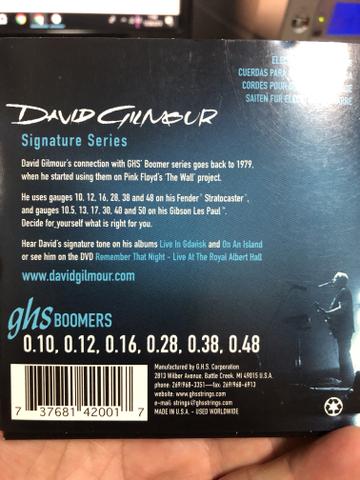 ELEC
CUERDAS PARA
CORDES POUR
SAITEN FUR ELEC
DAVID GILMOUR
Signature Series
David Gilmour's connection with GHS' Boomer series goes back to 1979,
when he started using them on Pink Floyd's 'The Wall' project.
He uses gauges 10, 12, 16, 28, 38 and 48 on his Fender® Stratocaster®,
and gauges 10.5, 13, 17, 30, 40 and 50 on his Gibson Les Paul®.
Decide for yourself what is right for you.
Hear David's signature tone on his albums Live In Gdańsk and On An Island
or see him on the DVD Remember That Night - Live At The Royal Albert Hall
www.davidgilmour.com
ghs BOOMERS
0.10, 0.12, 0.16, 0.28, 0.38, 0.48
Manufactured by G.H.S. Corporation
2813 Wilber Avenue, Battle Creek, MI 49015 U.S.A.
phone: 269/968-3351—fax: 269/968-6913
website: www.ghsstrings.com
e-mail: strings@ghsstrings.com
MADE IN U.S.A. - USED WORLDWIDE
7 37681 42001 7